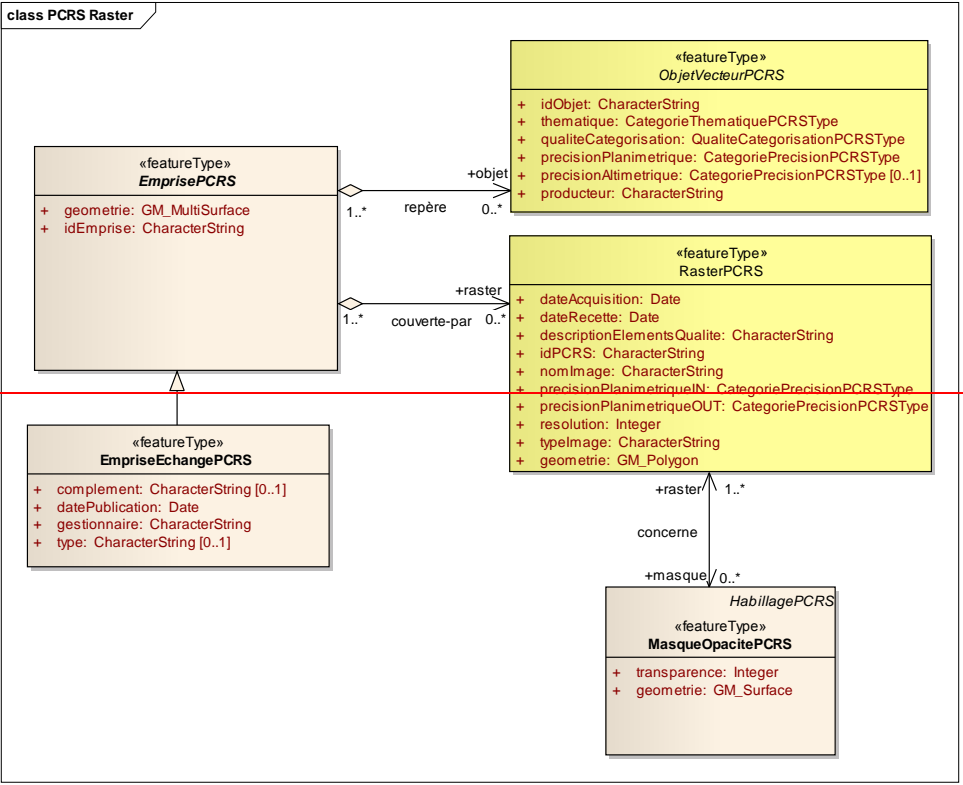 class PCRS Raster
«featureType»
ObjetVecteurPCRS
+ idObjet: CharacterString
+ thematique: CategorieThematiquePCRSType
+ qualiteCategorisation: QualiteCategorisationPCRSType
+ precisionPlanimetrique: CategoriePrecisionPCRSType
+ precisionAltimetrique: CategoriePrecisionPCRSType [0..1]
+ producteur: CharacterString
«featureType»
EmprisePCRS
+ geometrie: GM_MultiSurface
+ idEmprise: CharacterString
+objet
1..*
repère
0..*
+raster
1..*
couverte-par
0..*
«featureType»
RasterPCRS
+ dateAcquisition: Date
+ dateRecette: Date
+ descriptionElementsQualite: CharacterString
+ idPCRS: CharacterString
+ nomImage: CharacterString
+ precisionPlanimetriqueIN: CategoriePrecisionPCRSType
+ precisionPlanimetriqueOUT: CategoriePrecisionPCRSType
+ resolution: Integer
+ typeImage: CharacterString
+ geometrie: GM_Polygon
«featureType»
EmpriseEchangePCRS
+ complement: CharacterString [0..1]
+ datePublication: Date
+ gestionnaire: CharacterString
+ type: CharacterString [0..1]
+raster
1..*
concerne
+masque
0..*
HabillagePCRS
«featureType»
MasqueOpacitePCRS
+ transparence: Integer
+ geometrie: GM_Surface